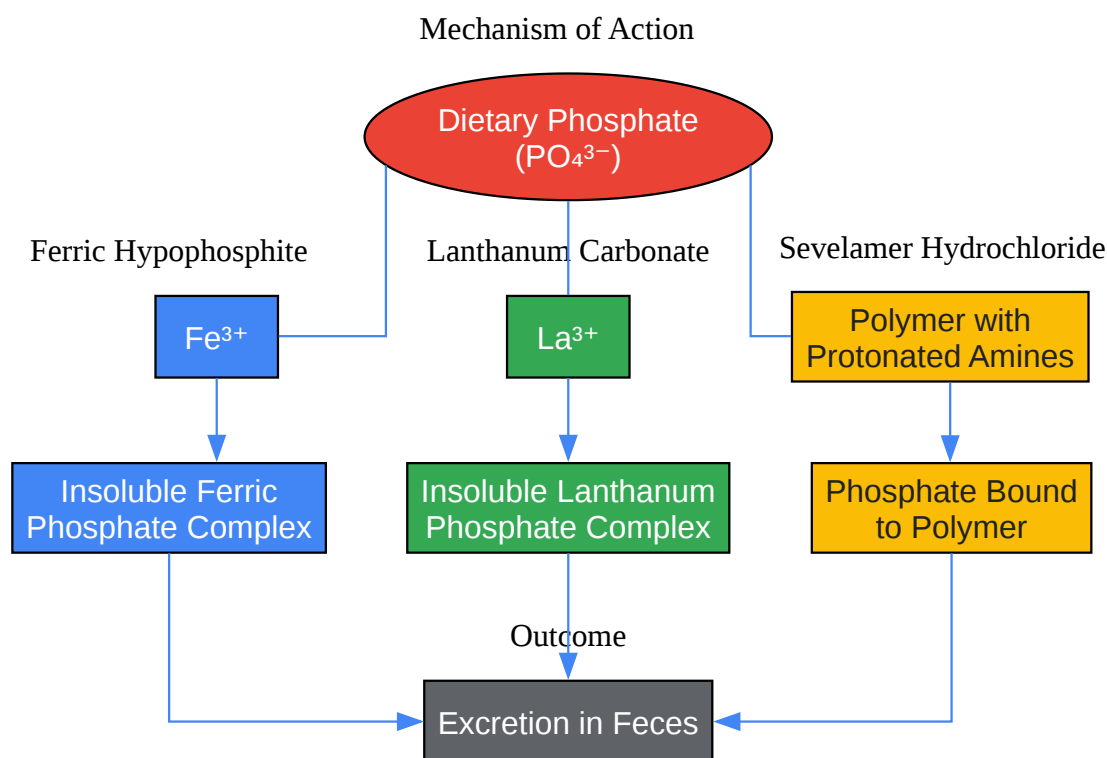 Mechanism of Action
Dietary Phosphate
(PO₄³⁻)
Ferric Hypophosphite
Lanthanum Carbonate
Sevelamer Hydrochloride
Fe³⁺
La³⁺
Polymer with
Protonated Amines
Insoluble Ferric
Phosphate Complex
Insoluble Lanthanum
Phosphate Complex
Phosphate Bound
to Polymer
Outcome
Excretion in Feces